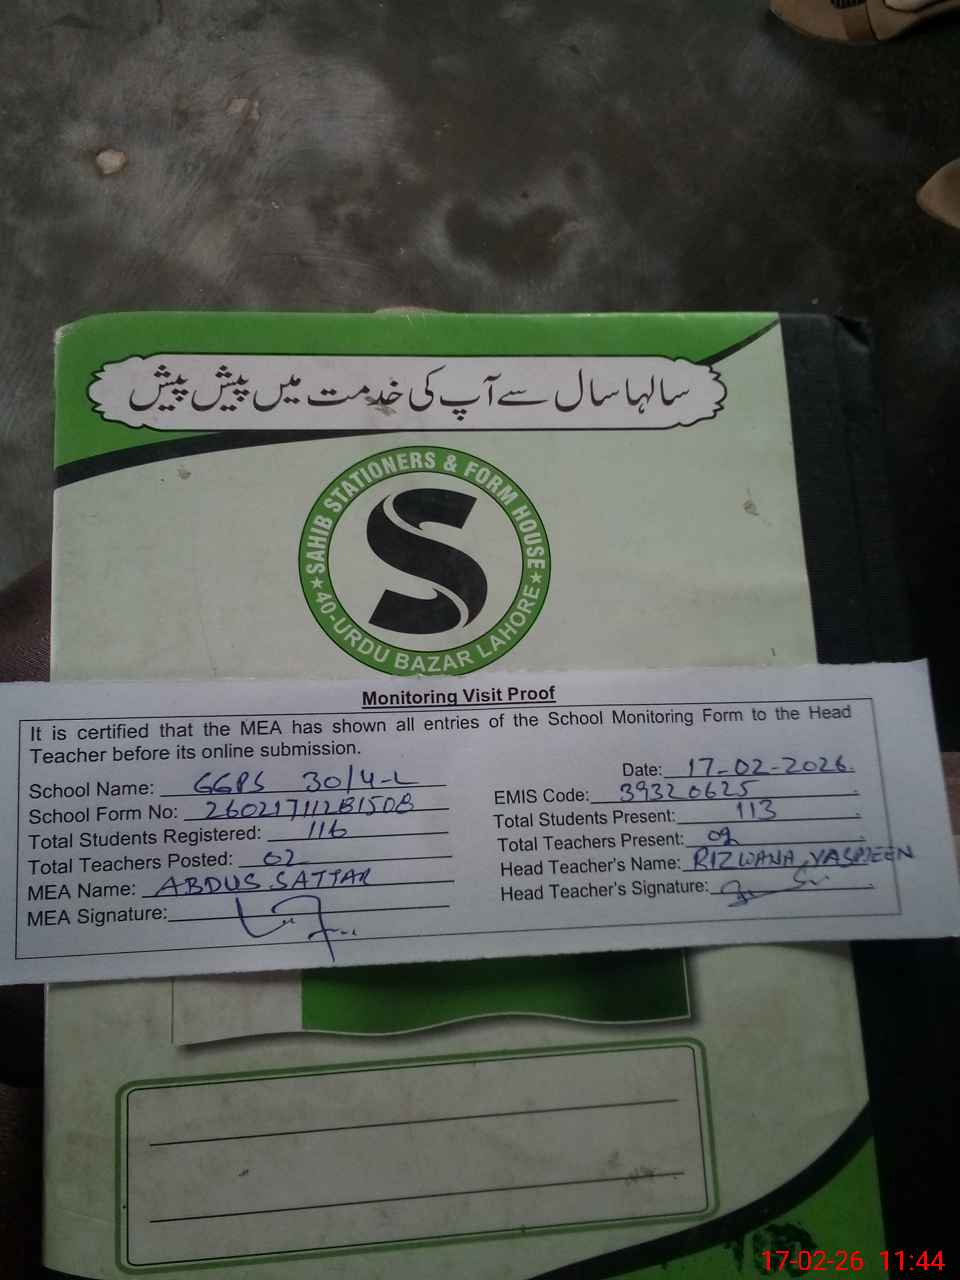 سالہا سال سے آپ کی خدمت میں پیش پیش
SAHIB STATIONERS & FORM HOUSE
40-URDU BAZAR LAHORE
S
Monitoring Visit Proof
It is certified that the MEA has shown all entries of the School Monitoring Form to the Head
Teacher before its online submission.
Date: 17-02-2026.
School Name: GGPS 30/4-L
EMIS Code: 39320625
School Form No: 260217111281508
Total Students Present: 113
Total Students Registered: 116
Total Teachers Present: 02
Total Teachers Posted: 02
Head Teacher's Name: RIZWANA YASMEEN
MEA Name: ABDUS SATTAR
Head Teacher's Signature:
MEA Signature:
17-02-26 11:44